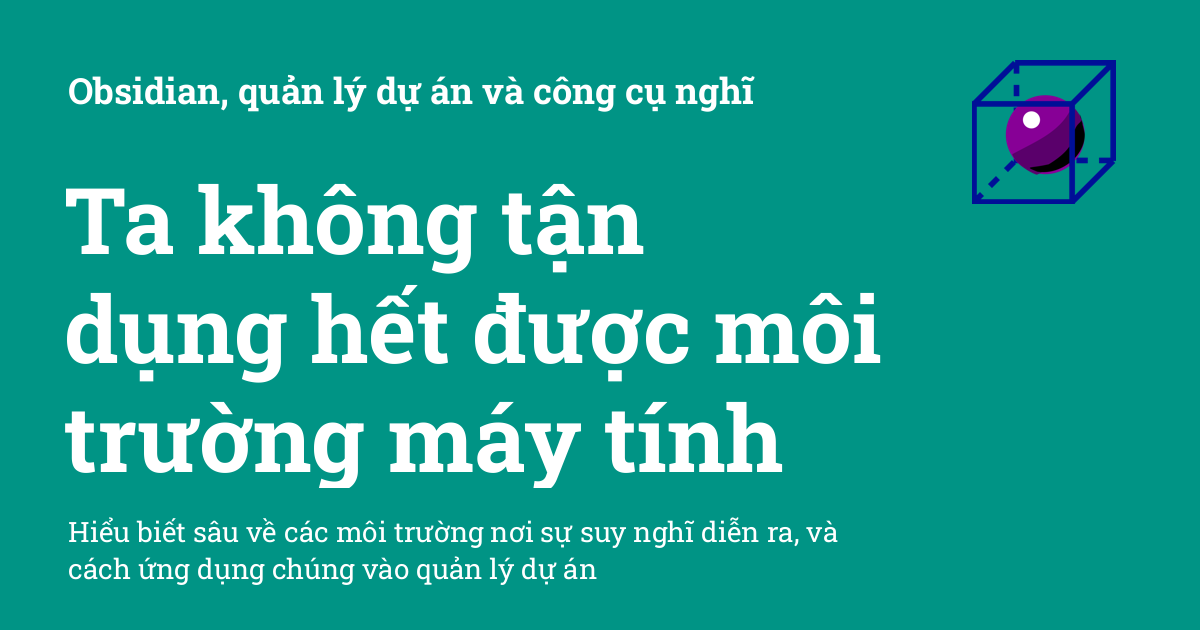 Obsidian, quản lý dự án và công cụ nghĩ
Ta không tận
dụng hết được môi
trường máy tính
Hiểu biết sâu về các môi trường nơi sự suy nghĩ diễn ra, và
cách ứng dụng chúng vào quản lý dự án